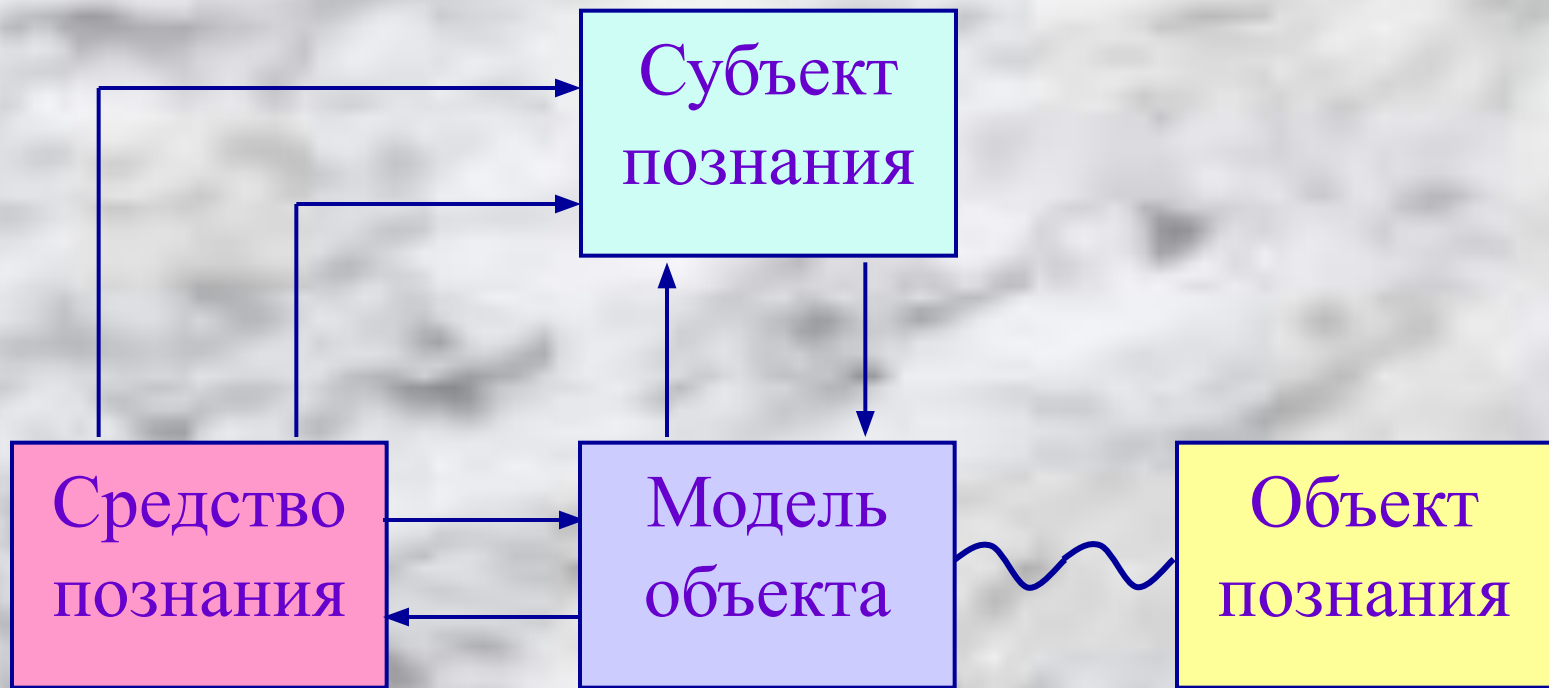 Субъект
познания
Средство
познания
Модель
объекта
Объект
познания